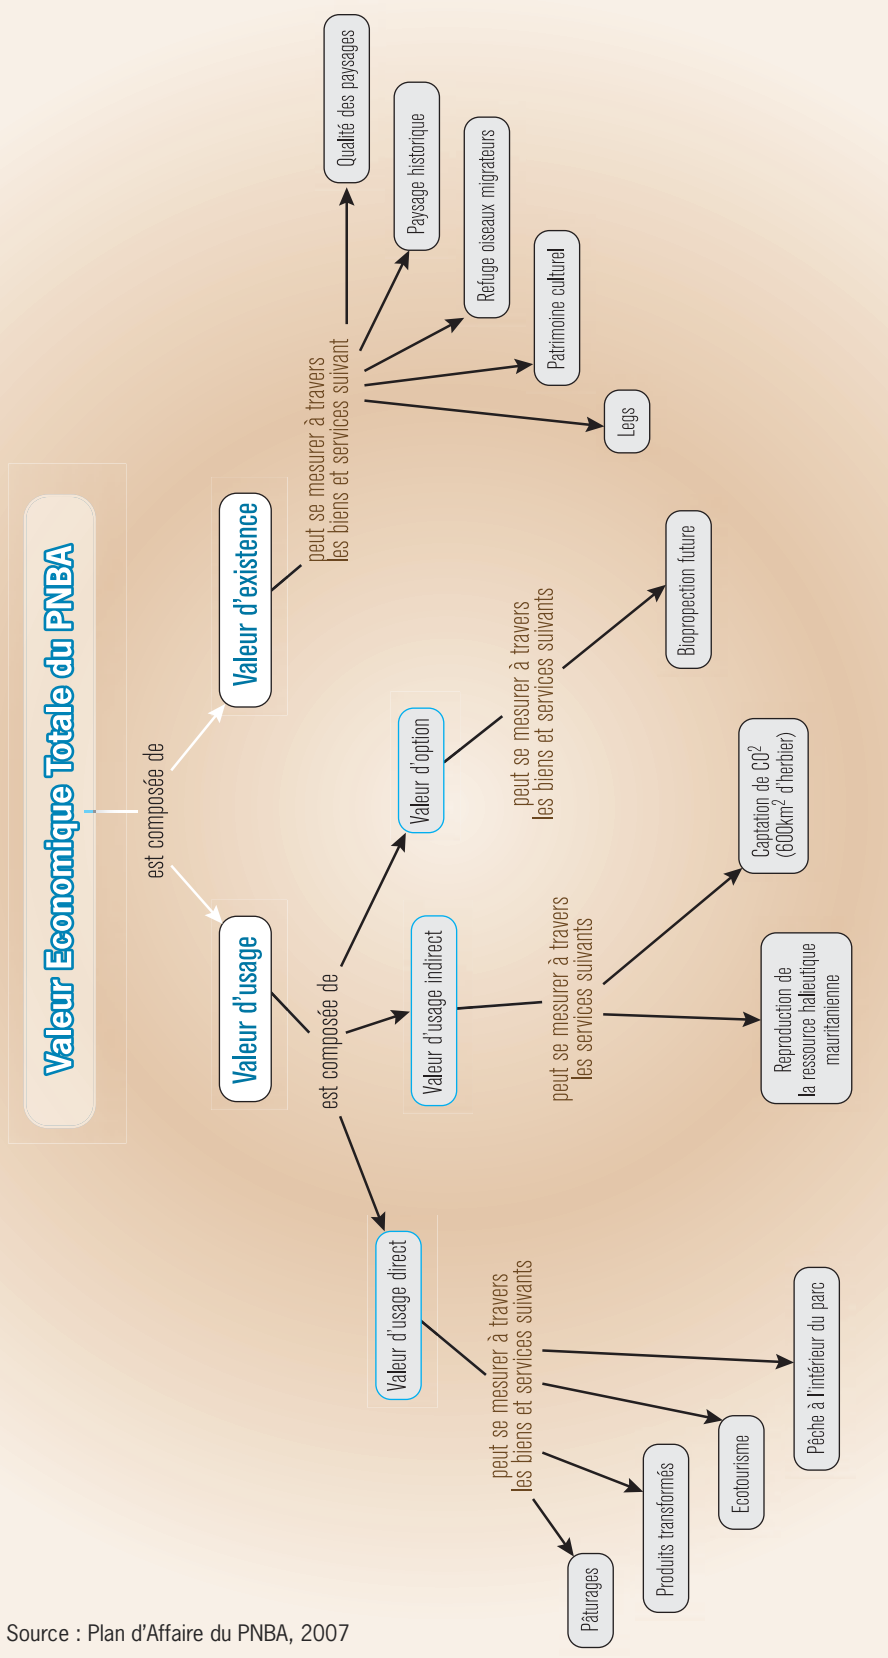 Valeur Economique Totale du PNBA
est composée de
Valeur d'usage
Valeur d'existence
est composée de
Valeur d'usage direct
Valeur d'usage indirect
Valeur d'option
peut se mesurer à travers
les biens et services suivants
Pâturages
Produits transformés
Ecotourisme
Pêche à l'intérieur du parc
peut se mesurer à travers
les services suivants
Reproduction de
la ressource halieutique
mauritanienne
Captation de CO²
(600km² d'herbier)
peut se mesurer à travers
les biens et services suivants
Biopropection future
peut se mesurer à travers
les biens et services suivant
Legs
Patrimoine culturel
Refuge oiseaux migrateurs
Paysage historique
Qualité des paysages
Source : Plan d'Affaire du PNBA, 2007